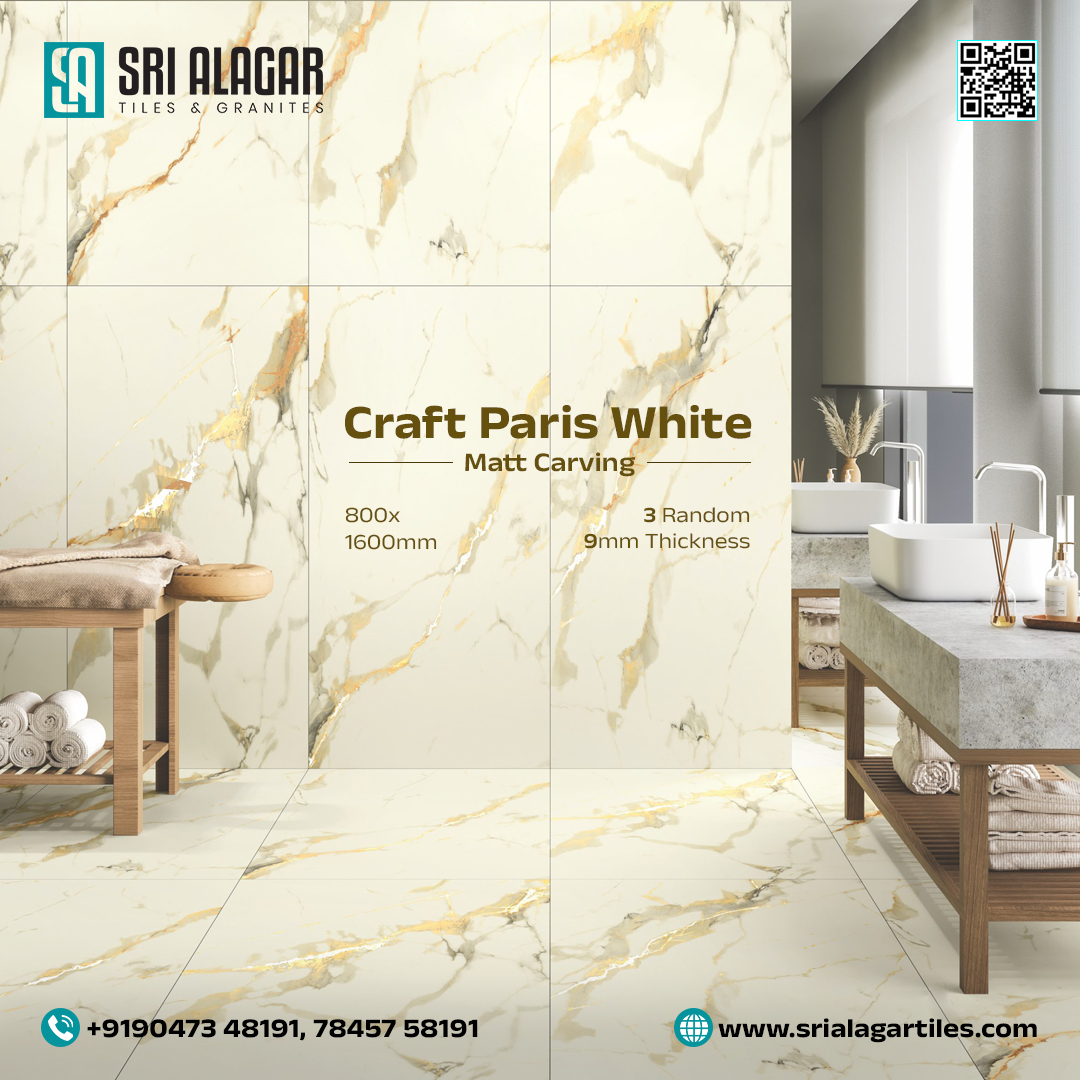 SRI ALAGAR
TILES & GRANITES
Craft Paris White
Matt Carving
800x
1600mm
3 Random
9mm Thickness
+9190473 48191, 78457 58191
www.srialagartiles.com